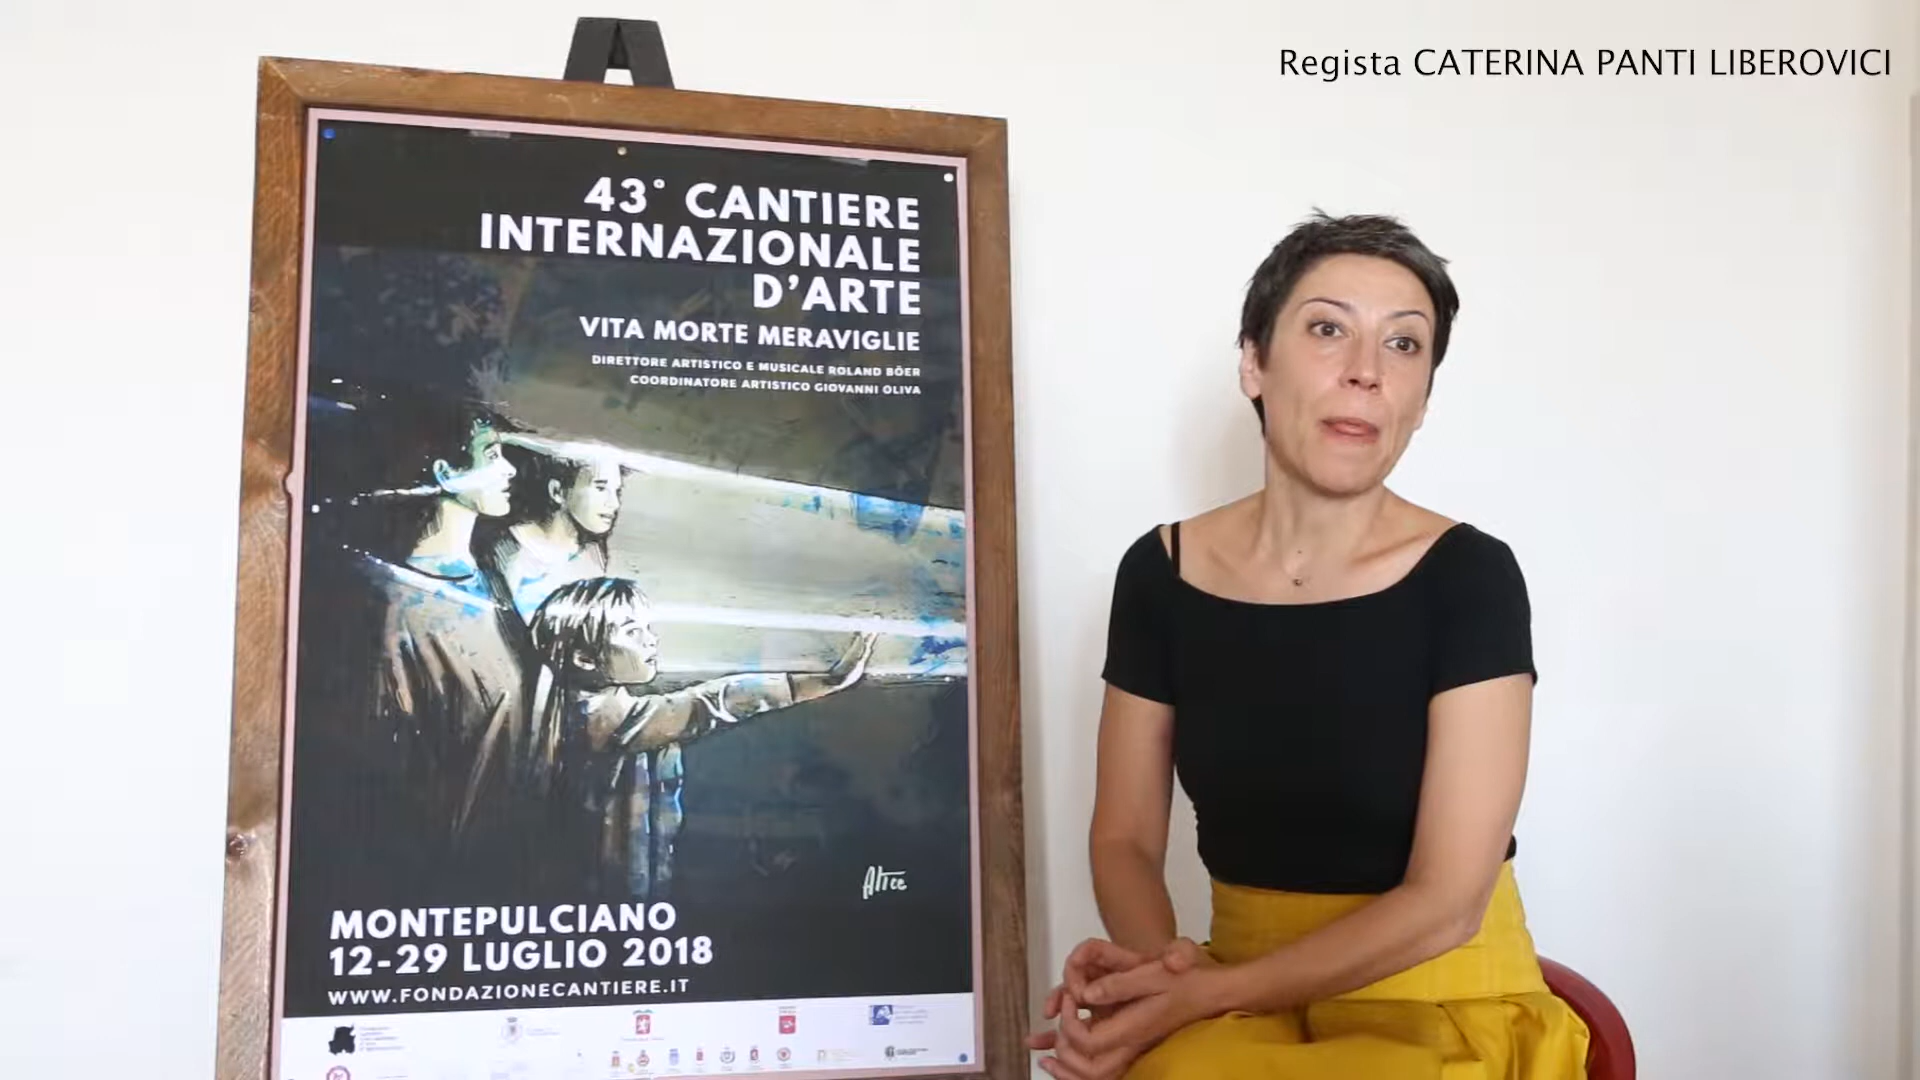 Regista CATERINA PANTI LIBEROVICI
43° CANTIERE
INTERNAZIONALE
D'ARTE
VITA MORTE MERAVIGLIE
DIRETTORE ARTISTICO E MUSICALE ROLAND BÖER
COORDINATORE ARTISTICO GIOVANNI OLIVA
Alice
MONTEPULCIANO
12-29 LUGLIO 2018
WWW.FONDAZIONECANTIERE.IT